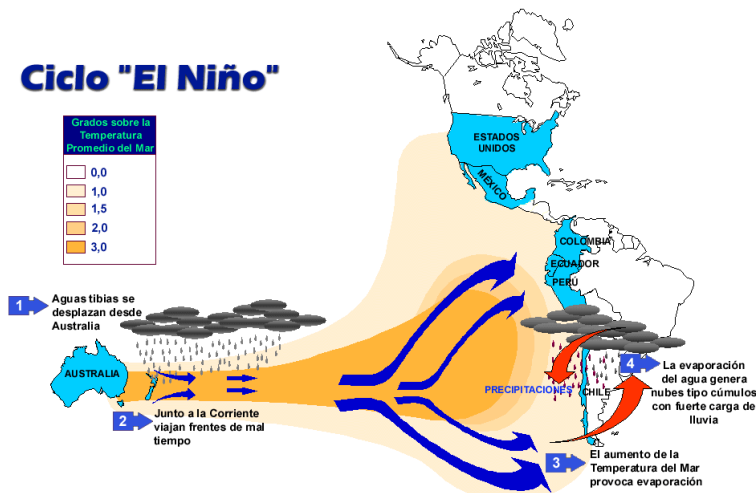 Ciclo "El Niño"
Grados sobre la
Temperatura
Promedio del Mar
0,0
1,0
1,5
2,0
3,0
ESTADOS
UNIDOS
MÉXICO
COLOMBIA
ECUADOR
PERÚ
1
Aguas tibias se
desplazan desde
Australia
AUSTRALIA
2
Junto a la Corriente
viajan frentes de mal
tiempo
PRECIPITACIONES
CHILE
4
La evaporación
del agua genera
nubes tipo cúmulos
con fuerte carga de
lluvia
3
El aumento de la
Temperatura del Mar
provoca evaporación